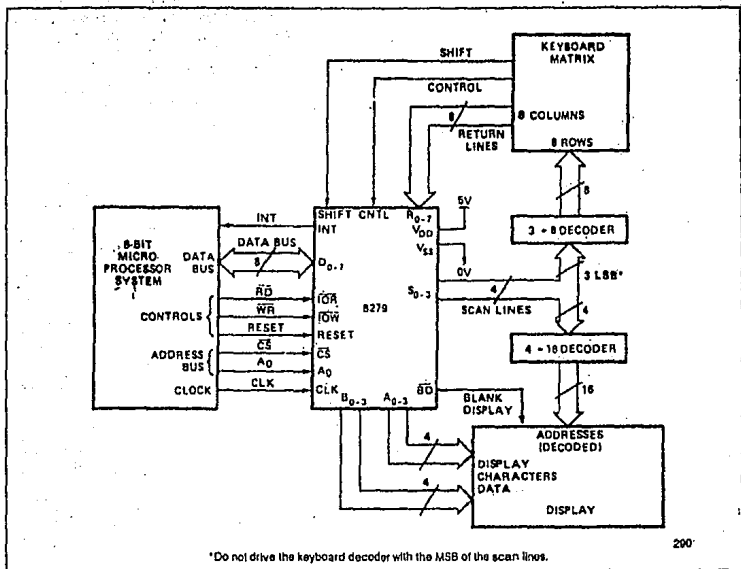 KEYBOARD
MATRIX
SHIFT
CONTROL
8 COLUMNS
8
RETURN
LINES
8 ROWS
8
3 → 8 DECODER
3 LSB*
4
4 → 16 DECODER
16
8-BIT
MICRO-
PROCESSOR
SYSTEM
DATA
BUS
CONTROLS
ADDRESS
BUS
CLOCK
INT
DATA BUS
8
RD
WR
RESET
CS
A0
CLK
SHIFT CNTL R0-7
INT
VDD
VSS
5V
0V
D0-7
S0-3
4
SCAN LINES
IOR
IOW
8279
RESET
CS
A0
CLK
B0-3 A0-3 BD
BLANK
DISPLAY
4
4
ADDRESSES
(DECODED)
DISPLAY
CHARACTERS
DATA
DISPLAY
290
*Do not drive the keyboard decoder with the MSB of the scan lines.